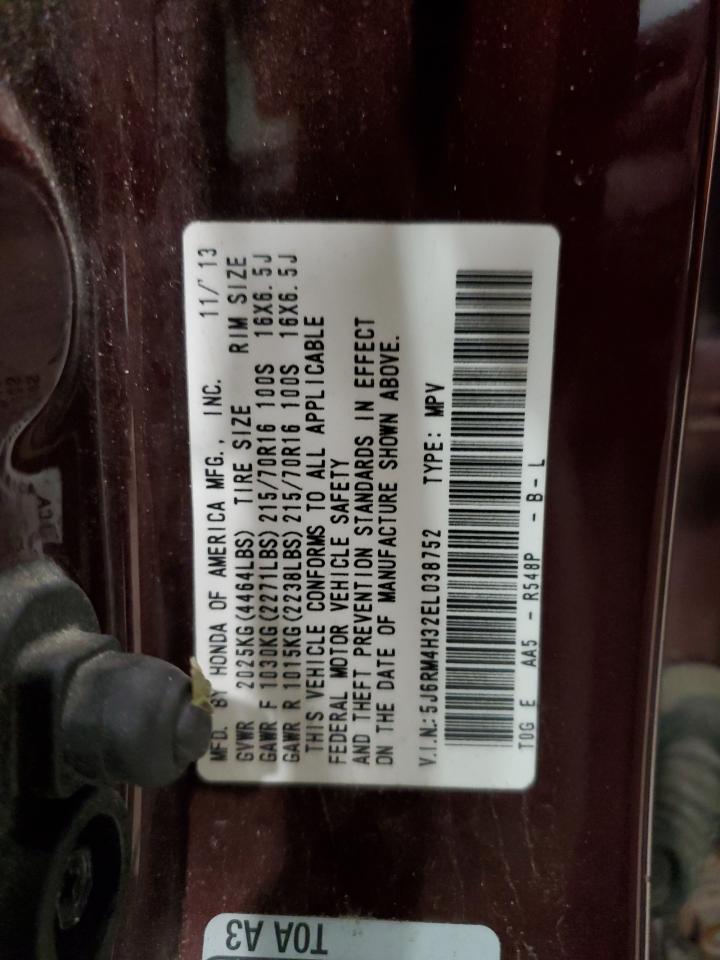 MFD. BY HONDA OF AMERICA MFG., INC. 11/'13
GVWR 2025KG(4464LBS) TIRE SIZE RIM SIZE
GAWR F 1030KG(2271LBS) 215/70R16 100S 16X6.5J
GAWR R 1015KG(2238LBS) 215/70R16 100S 16X6.5J
THIS VEHICLE CONFORMS TO ALL APPLICABLE
FEDERAL MOTOR VEHICLE SAFETY
AND THEFT PREVENTION STANDARDS IN EFFECT
ON THE DATE OF MANUFACTURE SHOWN ABOVE.
V.I.N.: 5J6RM4H32EL038752 TYPE: MPV
T0G E AA5 - R548P - B - L
T0A A3